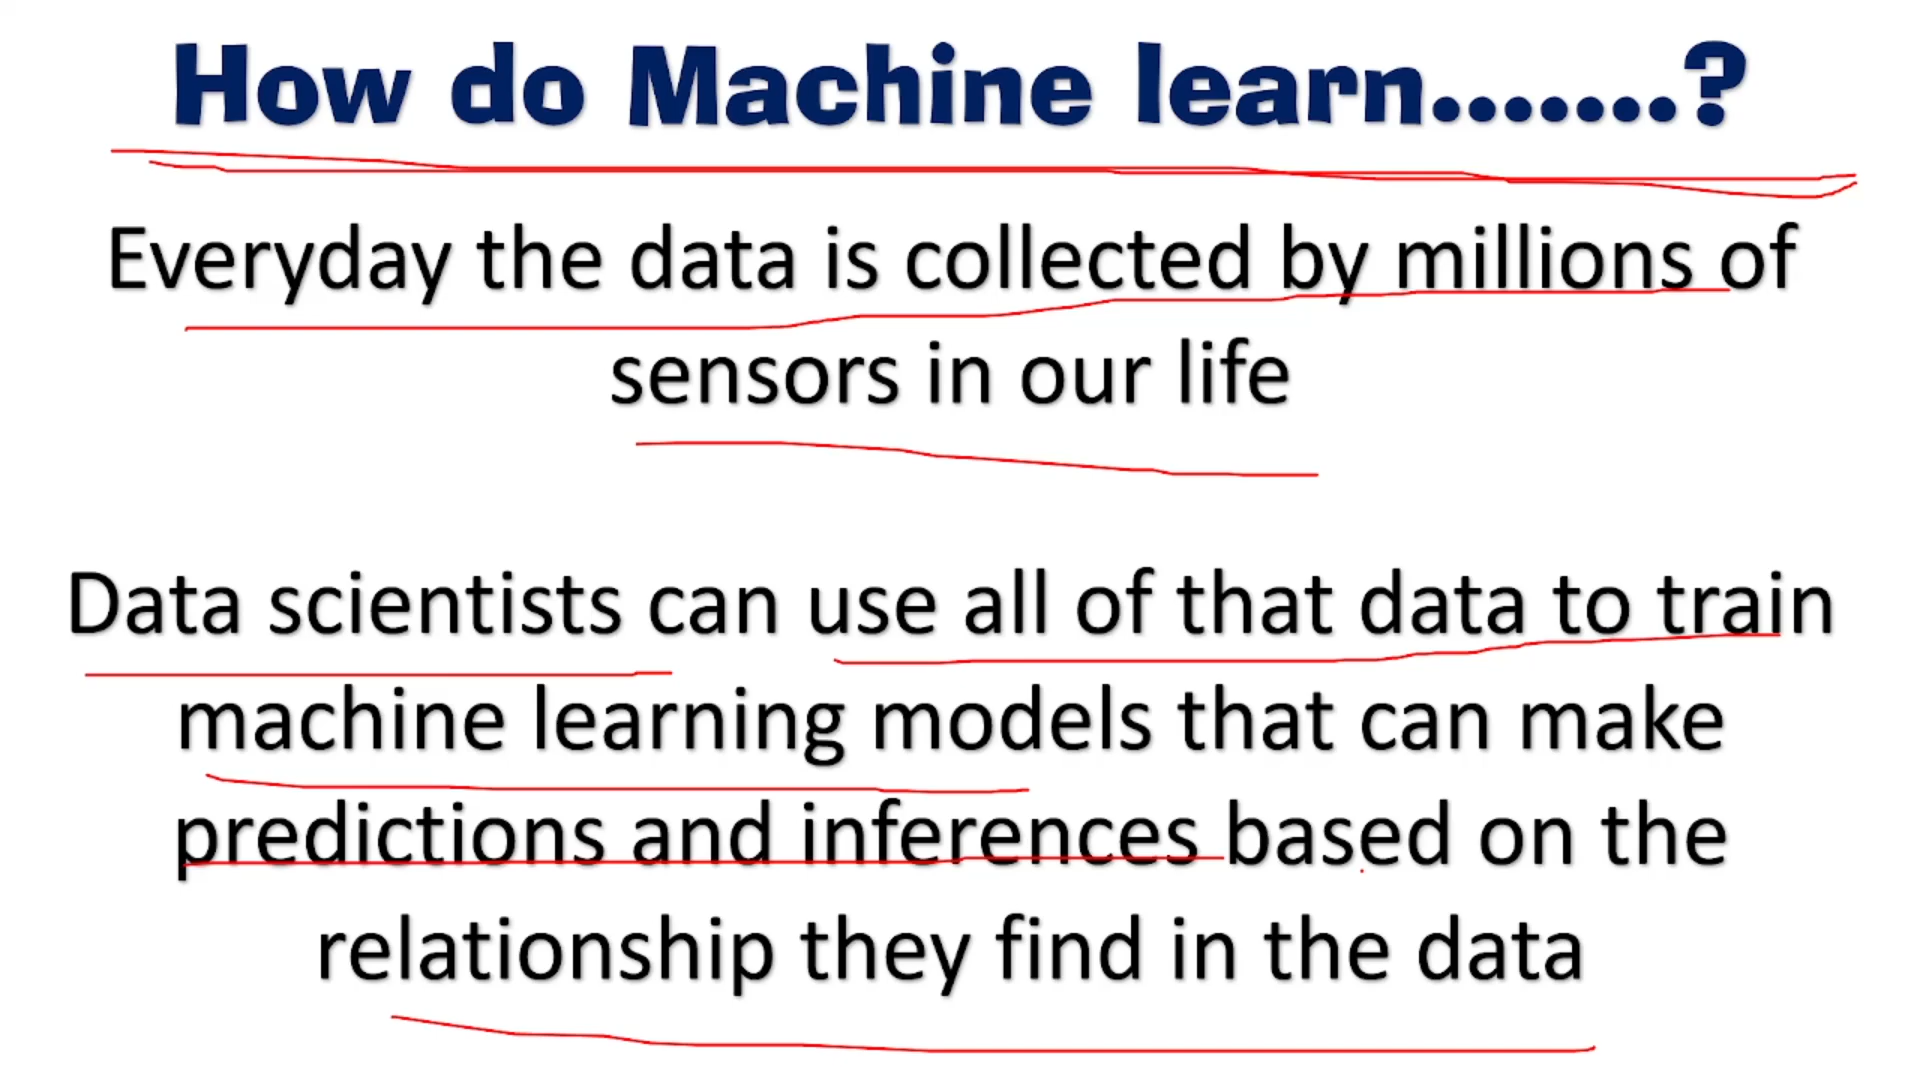 How do Machine learn.......?
Everyday the data is collected by millions of
sensors in our life
Data scientists can use all of that data to train
machine learning models that can make
predictions and inferences based on the
relationship they find in the data